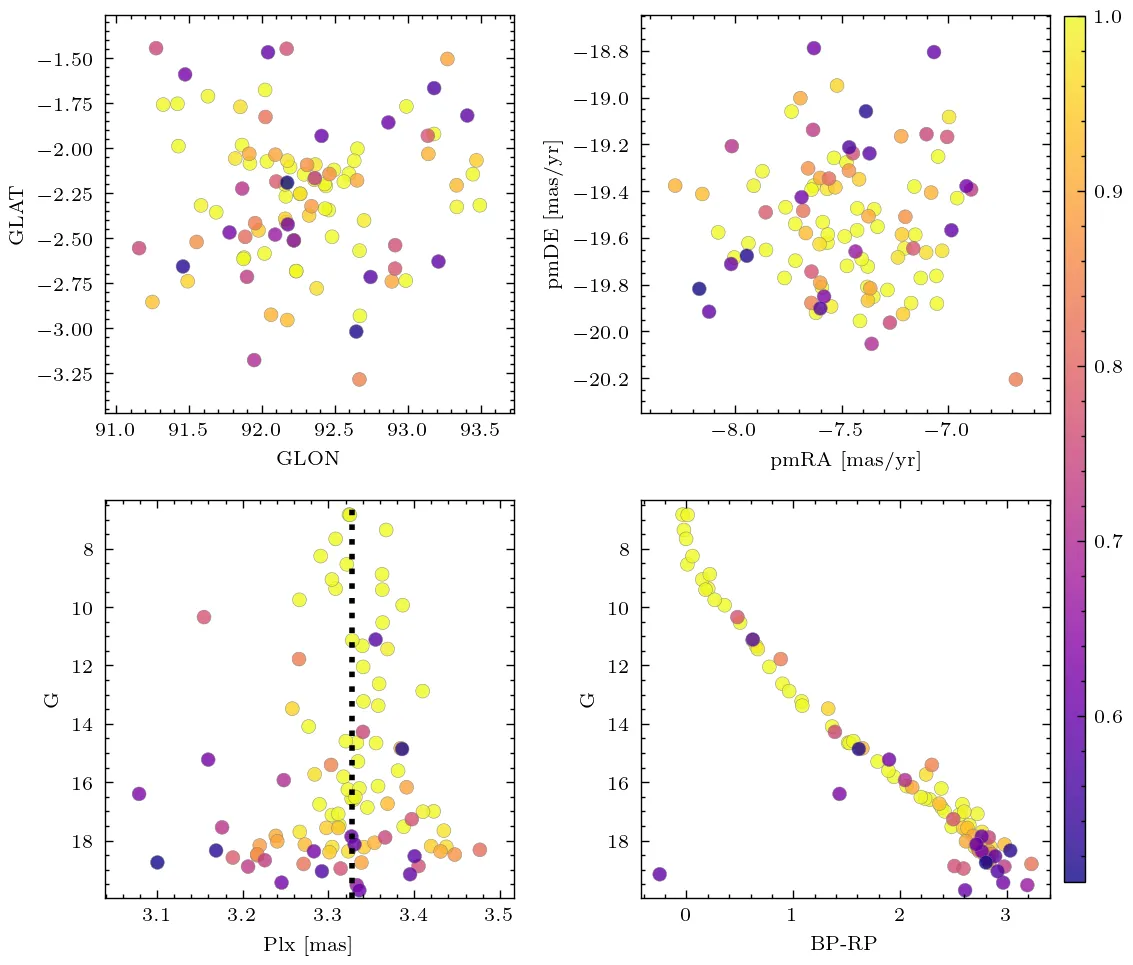 −1.50
−1.75
−2.00
−2.25
−2.50
−2.75
−3.00
−3.25
GLAT
91.0 91.5 92.0 92.5 93.0 93.5
GLON
−18.8
−19.0
−19.2
−19.4
−19.6
−19.8
−20.0
−20.2
pmDE [mas/yr]
−8.0 −7.5 −7.0
pmRA [mas/yr]
1.0
0.9
0.8
0.7
0.6
8
10
12
14
16
18
G
3.1 3.2 3.3 3.4 3.5
Plx [mas]
8
10
12
14
16
18
G
0 1 2 3
BP-RP